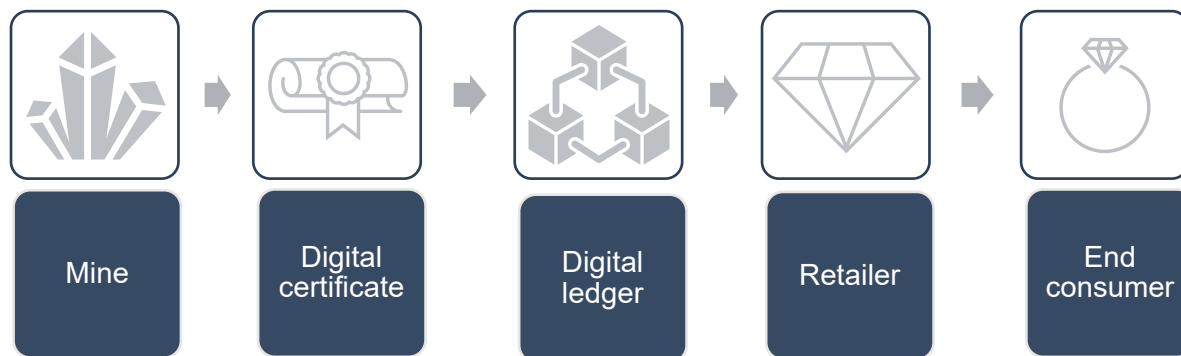 Mine
Digital
certificate
Digital
ledger
Retailer
End
consumer